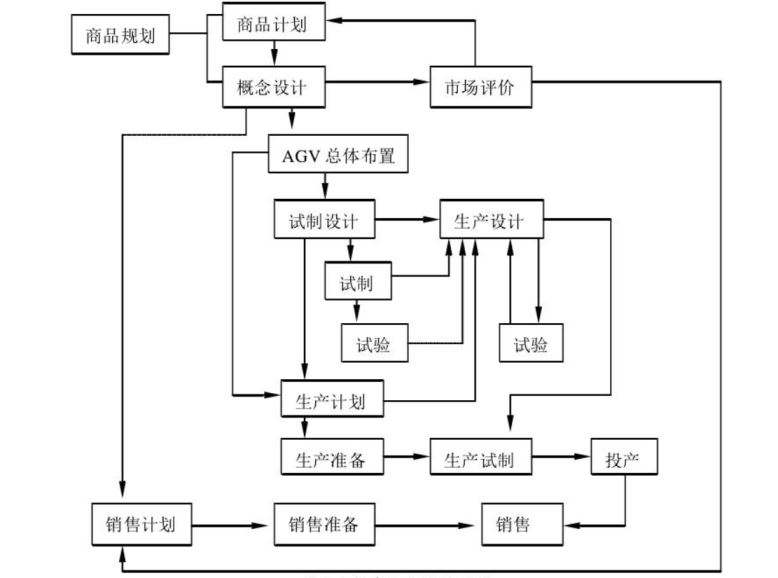 商品计划
商品规划
概念设计
市场评价
AGV 总体布置
试制设计
生产设计
试制
试验
试验
生产计划
生产准备
生产试制
投产
销售计划
销售准备
销售